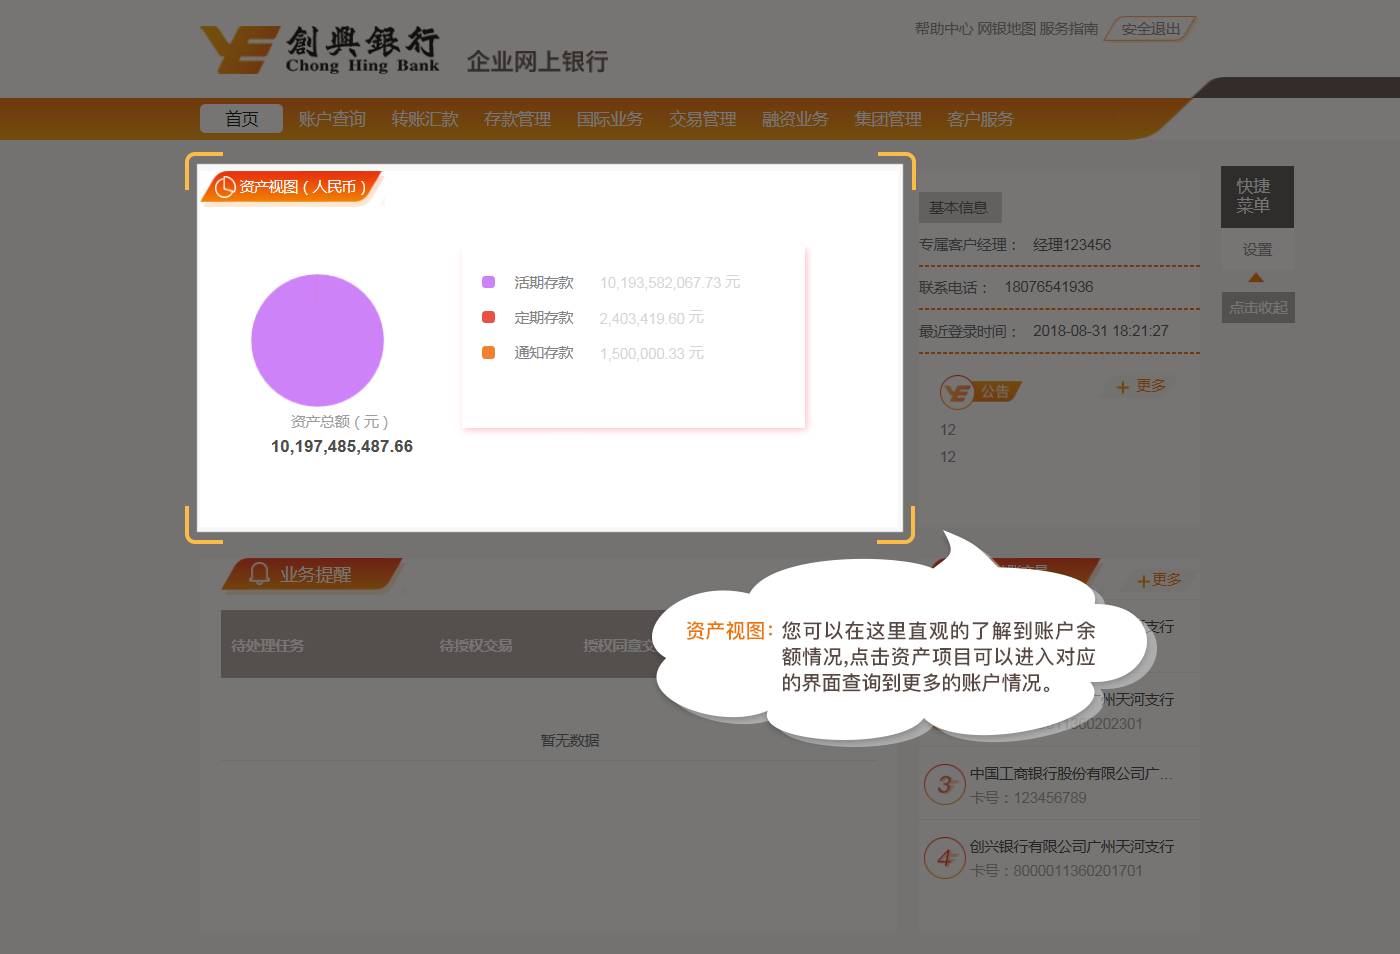 創興銀行
Chong Hing Bank
企业网上银行
帮助中心 网银地图 服务指南 安全退出
首页 账户查询 转账汇款 存款管理 国际业务 交易管理 融资业务 集团管理 客户服务
资产视图（人民币）
活期存款 10,193,582,067.73 元
定期存款 2,403,419.60 元
通知存款 1,500,000.33 元
资产总额（元）
10,197,485,487.66
基本信息
专属客户经理： 经理123456
联系电话： 18076541936
最近登录时间： 2018-08-31 18:21:27
公告
更多
12
12
快捷
菜单
设置
点击收起
业务提醒
待处理任务 待授权交易 授权同意交
暂无数据
资产视图：您可以在这里直观的了解到账户余
额情况,点击资产项目可以进入对应
的界面查询到更多的账户情况。
更多
支行
州天河支行
11360202301
3
中国工商银行股份有限公司广...
卡号：123456789
4
创兴银行有限公司广州天河支行
卡号：8000011360201701